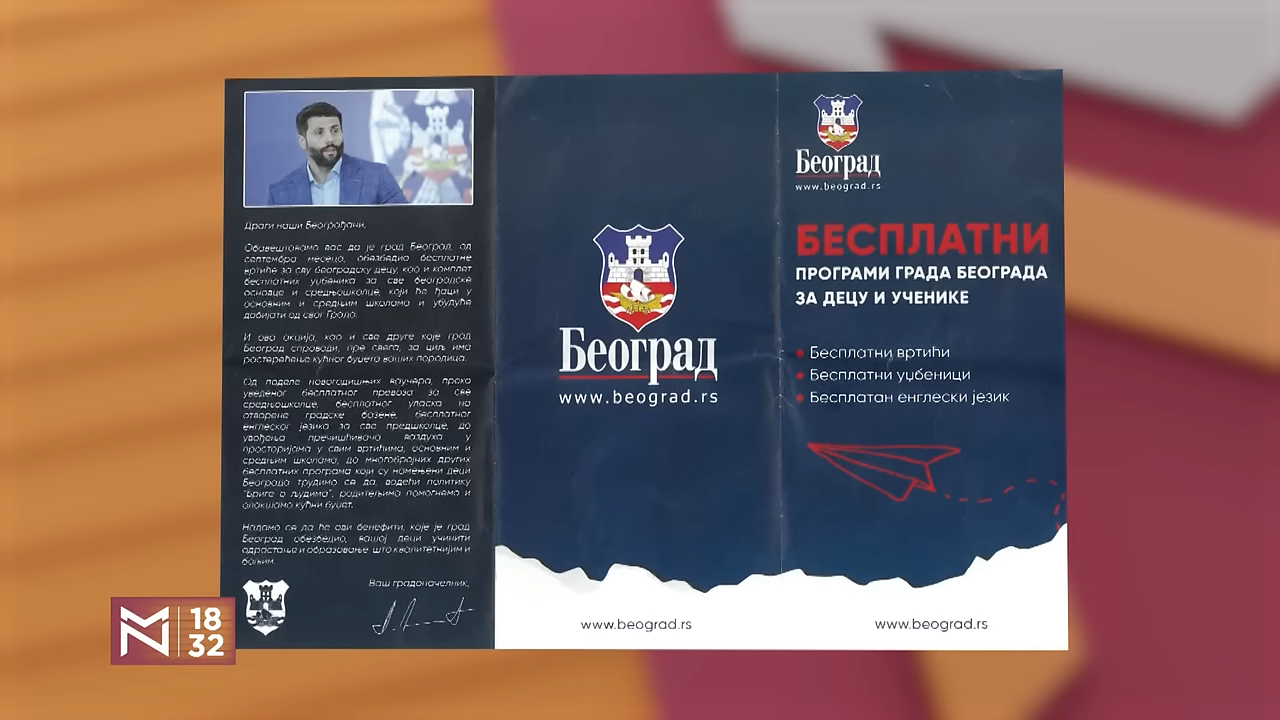 Драги наши Београђани,
Обавештавамо вас да је град Београд, од
септембра месеца, обезбедио бесплатне
вртиће за сву београдску децу, као и комплет
бесплатних уџбеника за све београдске
основце и средњошколце, који ће ђаци у
основним и средњим школама и убудуће
добијати од свог Града.
И ова акција, као и све друге које град
Београд спроводи, пре свега, за циљ има
растерећење кућног буџета ваших породица.
Од поделе новогодишњих ваучера, преко
уведеног бесплатног превоза за све
средњошколце, бесплатног уласка на
отворене градске базене, бесплатног
енглеског језика за све предшколце, до
увођења пречишћивача ваздуха у
просторијама у свим вртићима, основним и
средњим школама, до многобројних других
бесплатних програма који су намењени деци
Београда трудимо се да, водећи политику
"Бриге о људима", родитељима помогнемо и
олакшамо кућни буџет.
Надамо се да ће ови бенефити, које је град
Београд обезбедио, вашој деци учинити
одрастање и образовање што квалитетнијим и
бољим.
Ваш градоначелник,
Београд
www.beograd.rs
www.beograd.rs
Београд
www.beograd.rs
БЕСПЛАТНИ
ПРОГРАМИ ГРАДА БЕОГРАДА
ЗА ДЕЦУ И УЧЕНИКЕ
• Бесплатни вртићи
• Бесплатни уџбеници
• Бесплатан енглески језик
www.beograd.rs
18
32